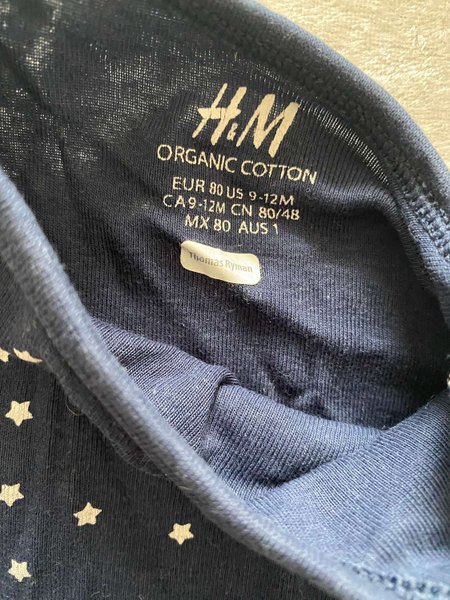 H&M
ORGANIC COTTON
EUR 80 US 9-12M
CA 9-12M CN 80/48
MX 80 AUS 1
Thomas Ryman